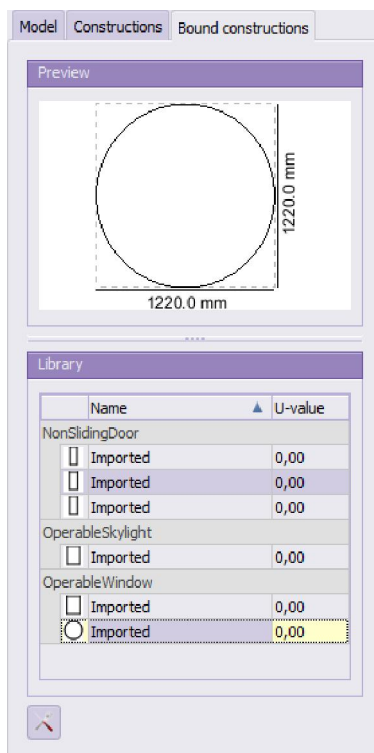 Model Constructions Bound constructions
Preview
1220.0 mm
1220.0 mm
Library
Name U-value
NonSlidingDoor
Imported 0,00
Imported 0,00
Imported 0,00
OperableSkylight
Imported 0,00
OperableWindow
Imported 0,00
Imported 0,00